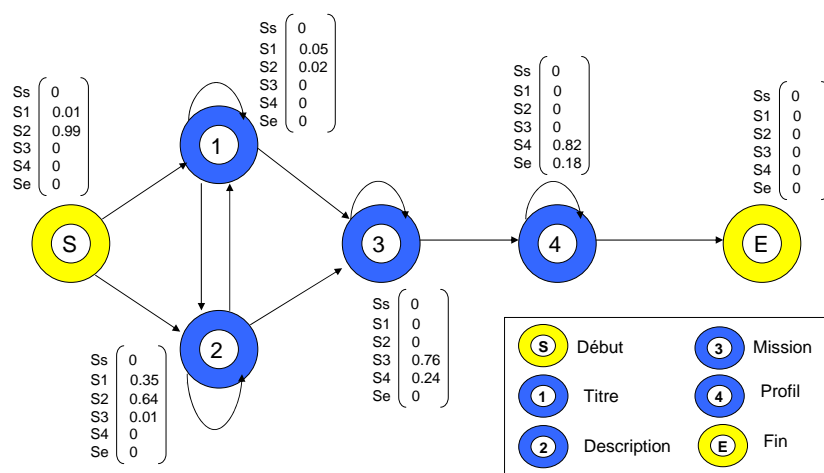 Ss 0
S1 0.01
S2 0.99
S3 0
S4 0
Se 0
Ss 0
S1 0.05
S2 0.02
S3 0
S4 0
Se 0
Ss 0
S1 0
S2 0
S3 0
S4 0.82
Se 0.18
Ss 0
S1 0
S2 0
S3 0
S4 0
Se 0
1
S
3
4
E
2
Ss 0
S1 0.35
S2 0.64
S3 0.01
S4 0
Se 0
Ss 0
S1 0
S2 0
S3 0.76
S4 0.24
Se 0
S Début
3 Mission
1 Titre
4 Profil
2 Description
E Fin